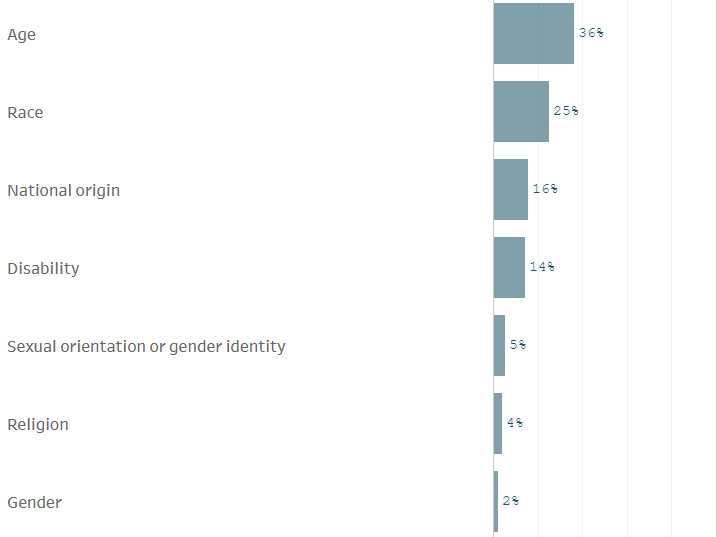 Age 36%
Race 25%
National origin 16%
Disability 14%
Sexual orientation or gender identity 5%
Religion 4%
Gender 2%